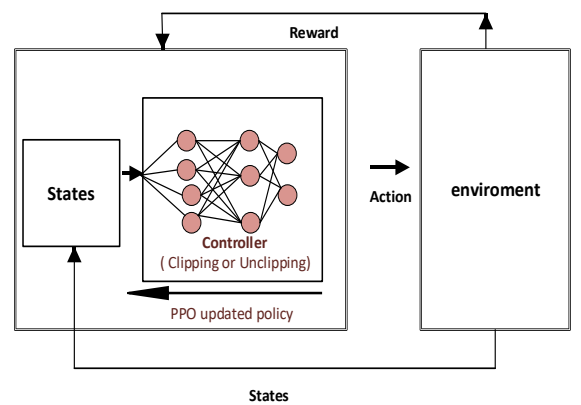 Reward
States
Action
enviroment
Controller
( Clipping or Unclipping)
PPO updated policy
States